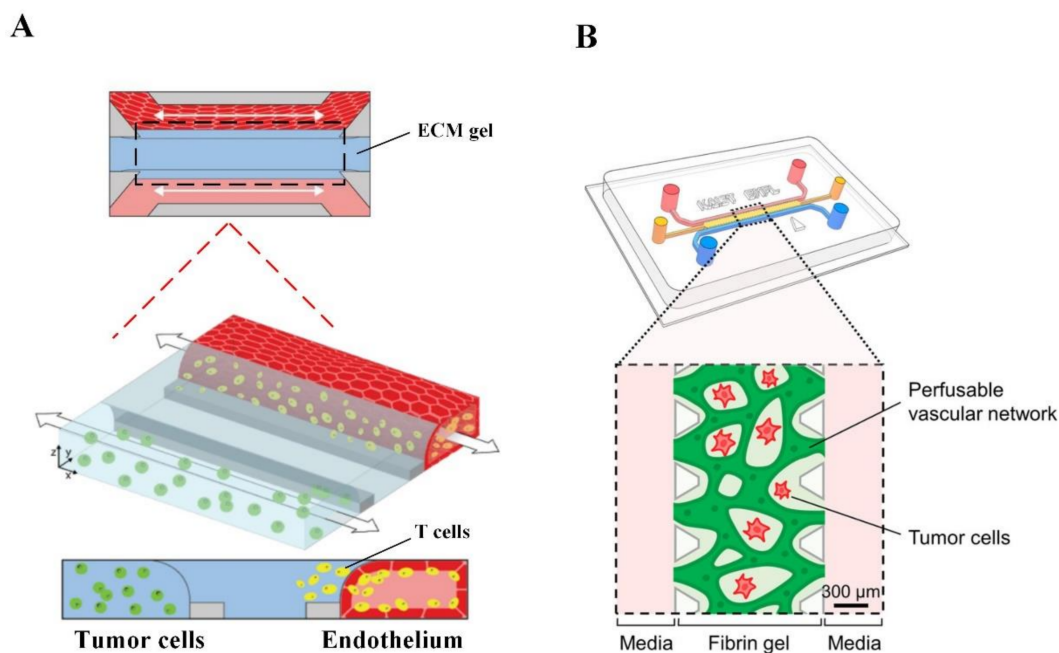 A
B
ECM gel
z
y
x
T cells
Tumor cells
Endothelium
Perfusable
vascular network
Tumor cells
300 μm
Media
Fibrin gel
Media